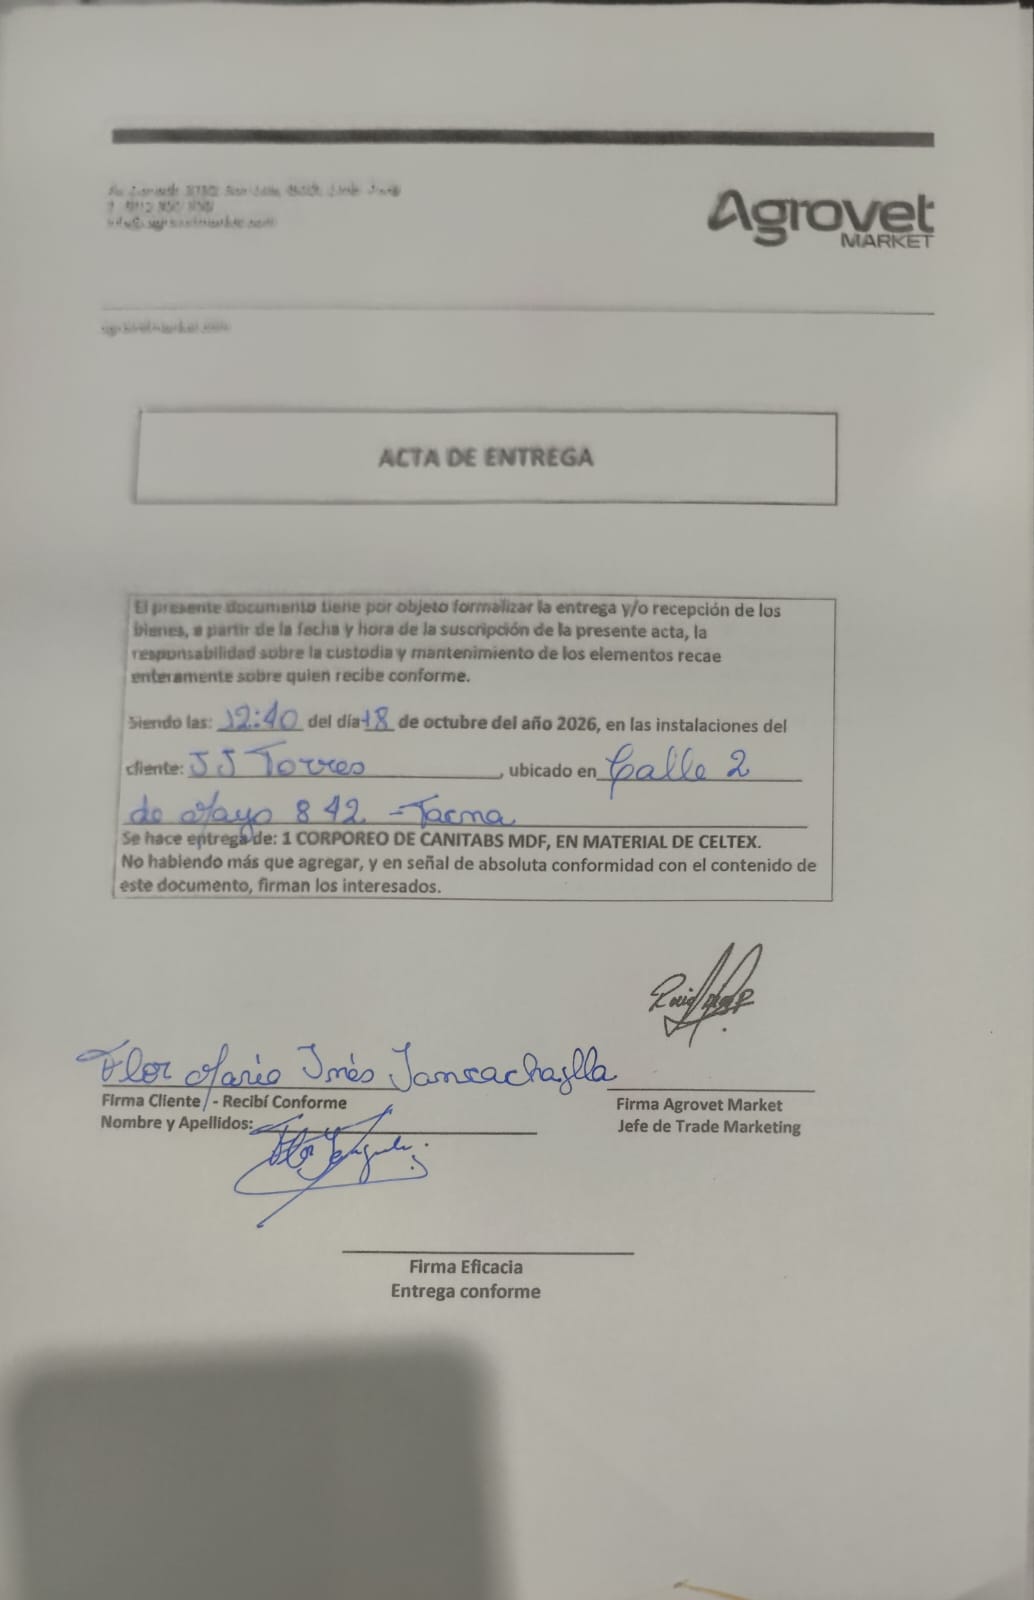 Agrovet
MARKET
ACTA DE ENTREGA
El presente documento tiene por objeto formalizar la entrega y/o recepción de los
bienes, a partir de la fecha y hora de la suscripción de la presente acta, la
responsabilidad sobre la custodia y mantenimiento de los elementos recae
enteramente sobre quien recibe conforme.
Siendo las: 12:40 del día 18 de octubre del año 2026, en las instalaciones del
cliente: JJ Torres, ubicado en Calle 2
de Mayo 842 - Tarma
Se hace entrega de: 1 CORPOREO DE CANITABS MDF, EN MATERIAL DE CELTEX.
No habiendo más que agregar, y en señal de absoluta conformidad con el contenido de
este documento, firman los interesados.
Flor María Inés
Firma Cliente - Recibí Conforme
Nombre y Apellidos:
Firma Agrovet Market
Jefe de Trade Marketing
Firma Eficacia
Entrega conforme